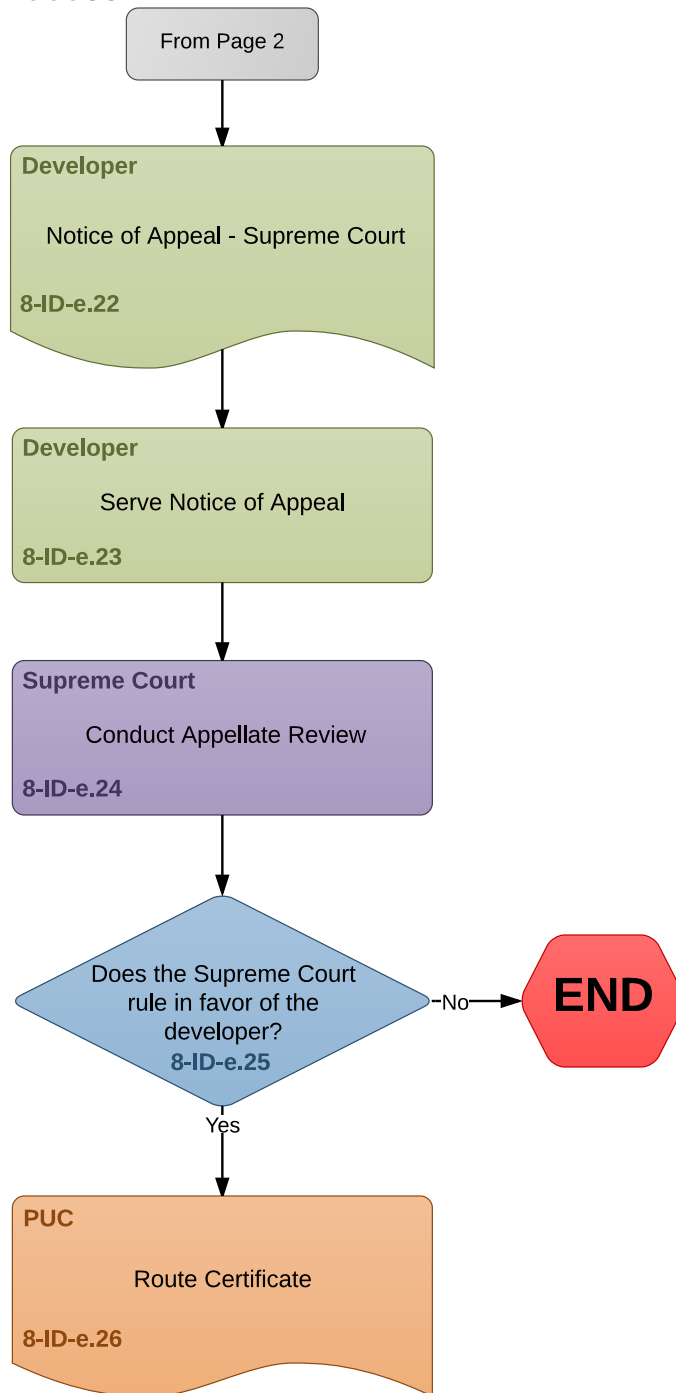 From Page 2
Developer
Notice of Appeal - Supreme Court
8-ID-e.22
Developer
Serve Notice of Appeal
8-ID-e.23
Supreme Court
Conduct Appellate Review
8-ID-e.24
Does the Supreme Court
rule in favor of the
developer?
8-ID-e.25
No
END
Yes
PUC
Route Certificate
8-ID-e.26